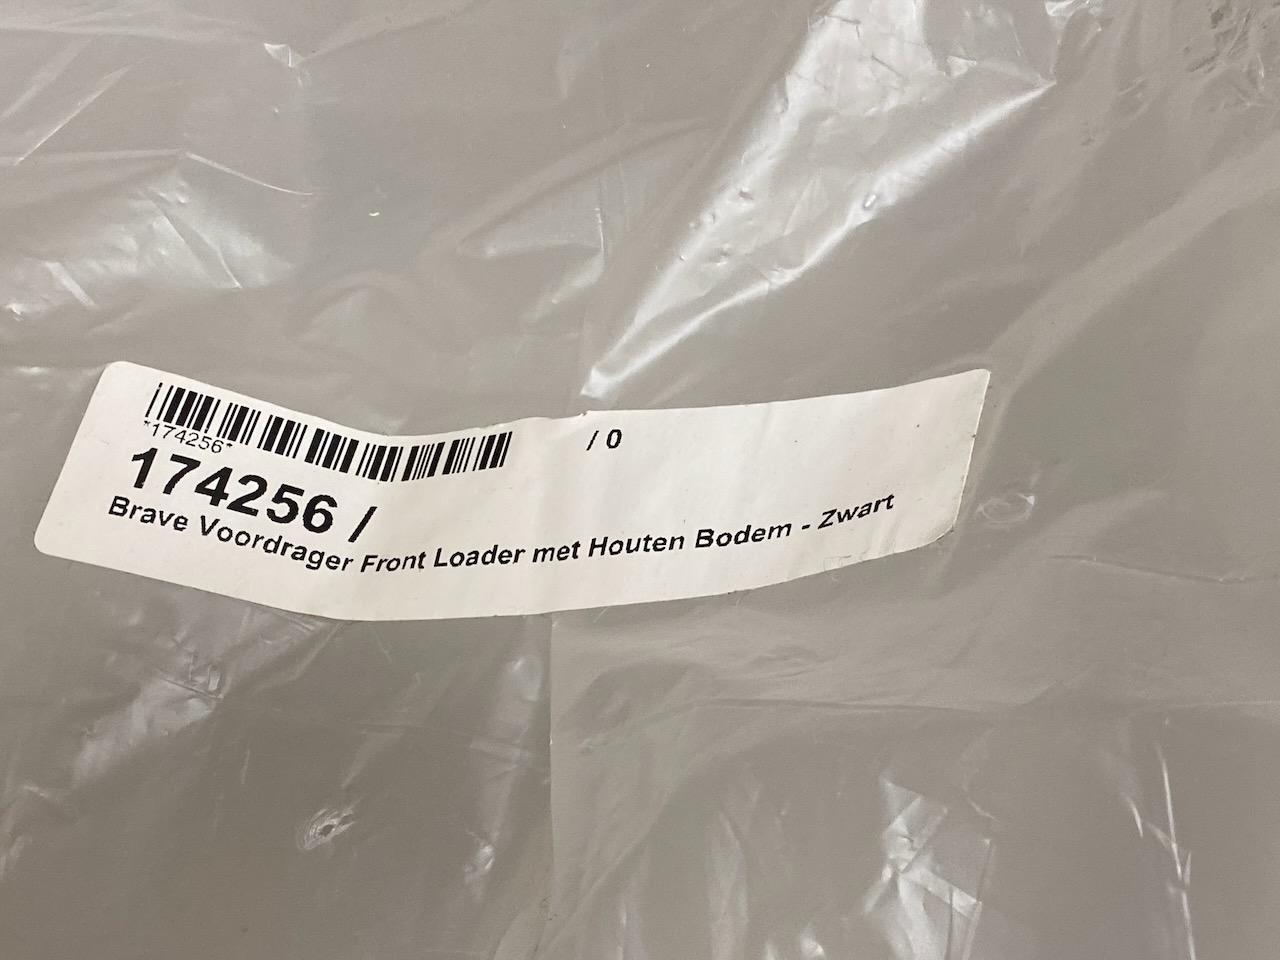 *174256*
/ 0
174256 /
Brave Voordrager Front Loader met Houten Bodem - Zwart